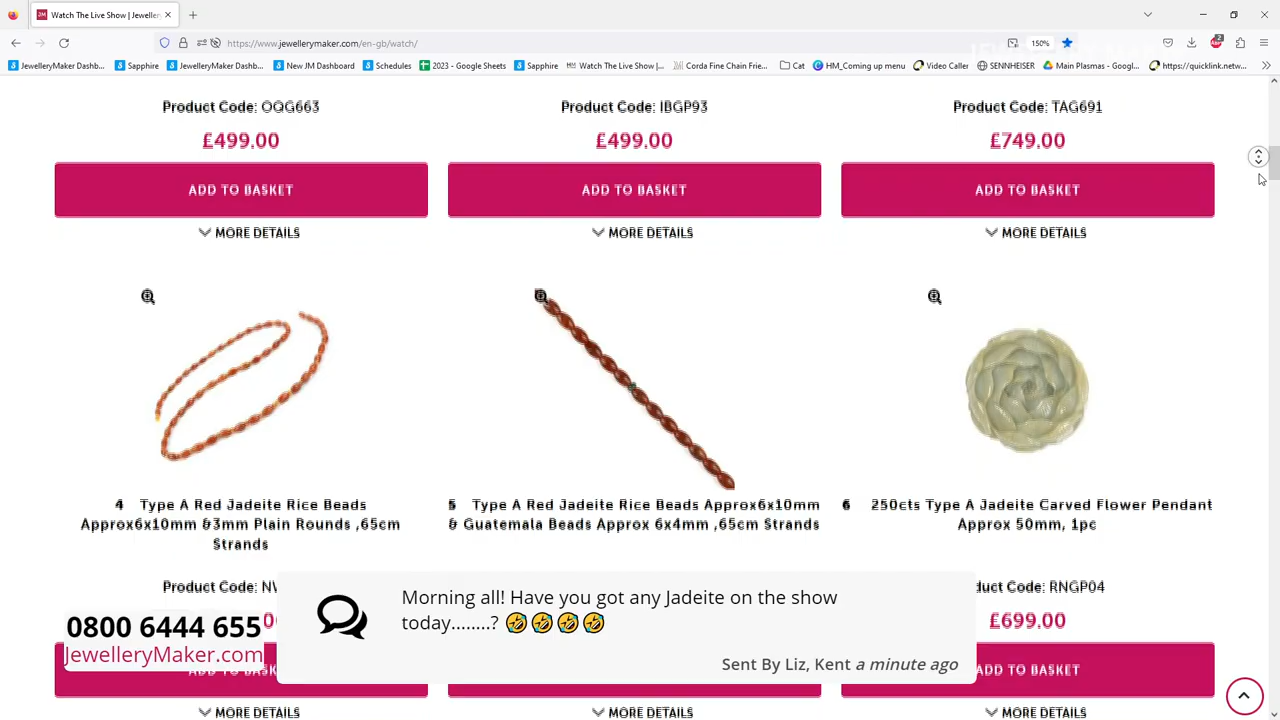 Watch The Live Show | Jeweller
https://www.jewellerymaker.com/en-gb/watch/
150%
2
JewelleryMaker Dashb...
Sapphire
JewelleryMaker Dashb...
New JM Dashboard
Schedules
2023 - Google Sheets
Sapphire
Watch The Live Show |...
Corda Fine Chain Frie...
Cat
HM_Coming up menu
Video Caller
SENNHEISER
Main Plasmas - Googl...
https://quicklink.netw...
Product Code: OQG663
Product Code: IBGP93
Product Code: TAG691
£499.00
£499.00
£749.00
ADD TO BASKET
ADD TO BASKET
ADD TO BASKET
MORE DETAILS
MORE DETAILS
MORE DETAILS
4 Type A Red Jadeite Rice Beads
Approx6x10mm &3mm Plain Rounds ,65cm
Strands
5 Type A Red Jadeite Rice Beads Approx6x10mm
& Guatemala Beads Approx 6x4mm ,65cm Strands
6 250cts Type A Jadeite Carved Flower Pendant
Approx 50mm, 1pc
Product Code:
Code: RNGP04
£699.00
ADD TO BASKET
0800 6444 655
JewelleryMaker.com
Morning all! Have you got any Jadeite on the show
today........? 🤣🤣🤣🤣
Sent By Liz, Kent a minute ago
MORE DETAILS
MORE DETAILS
MORE DETAILS